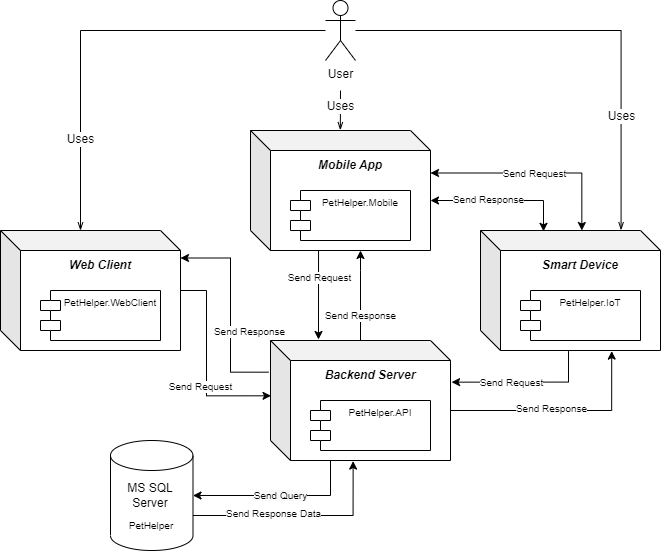 User
Uses
Uses
Uses
Mobile App
PetHelper.Mobile
Send Request
Send Response
Web Client
PetHelper.WebClient
Smart Device
PetHelper.IoT
Send Request
Send Response
Send Response
Send Request
Backend Server
PetHelper.API
Send Request
Send Response
MS SQL
Server
PetHelper
Send Query
Send Response Data